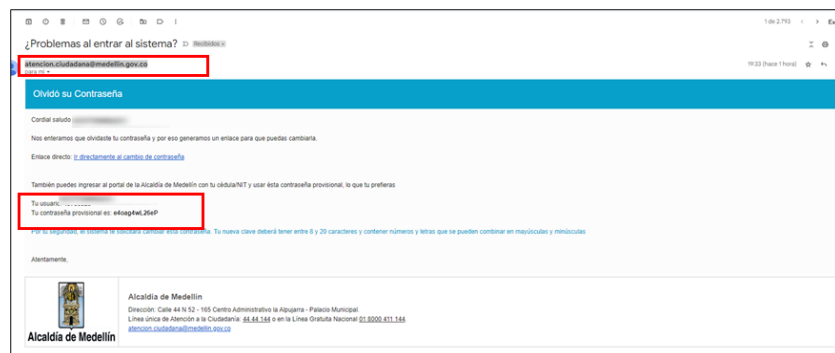 1 de 2.793
¿Problemas al entrar al sistema?
Recibidos x
atencion.ciudadana@medellin.gov.co
para mí
19:33 (hace 1 hora)
Olvidó su Contraseña
Cordial saludo
Nos enteramos que olvidaste tu contraseña y por eso generamos un enlace para que puedas cambiarla.
Enlace directo: Ir directamente al cambio de contraseña
También puedes ingresar al portal de la Alcaldía de Medellín con tu cédula/NIT y usar ésta contraseña provisional, lo que tu prefieras
Tu usuario
Tu contraseña provisional es: e4oag4wL26eP
Por tu seguridad, el sistema te solicitará cambiar esta contraseña. Tu nueva clave deberá tener entre 8 y 20 caracteres y contener números y letras que se pueden combinar en mayúsculas y minúsculas
Atentamente,
Alcaldía de Medellín
Alcaldía de Medellín
Dirección: Calle 44 N 52 - 165 Centro Administrativo la Alpujarra - Palacio Municipal.
Línea única de Atención a la Ciudadanía: 44 44 144 o en la Línea Gratuita Nacional 01 8000 411 144.
atencion.ciudadana@medellin.gov.co